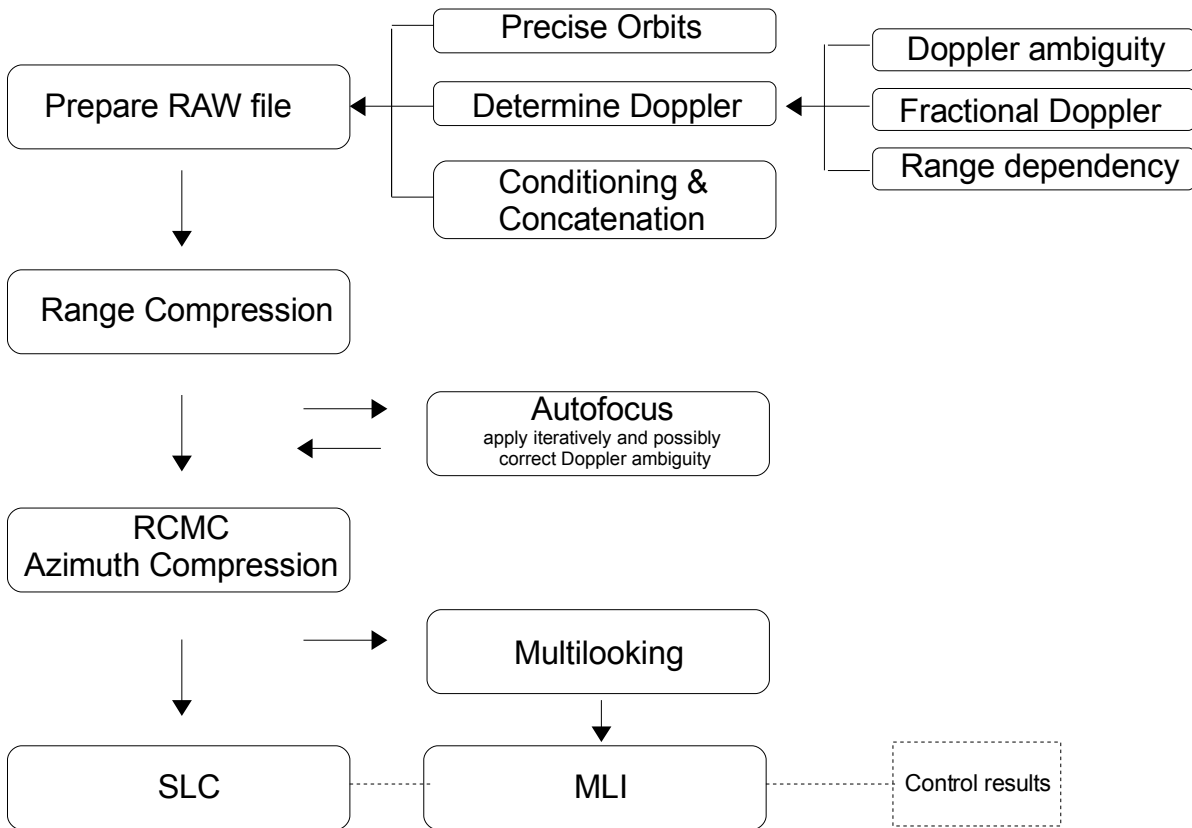 Precise Orbits
Doppler ambiguity
Prepare RAW file
Determine Doppler
Fractional Doppler
Range dependency
Conditioning &
Concatenation
Range Compression
Autofocus
apply iteratively and possibly
correct Doppler ambiguity
RCMC
Azimuth Compression
Multilooking
SLC
MLI
Control results